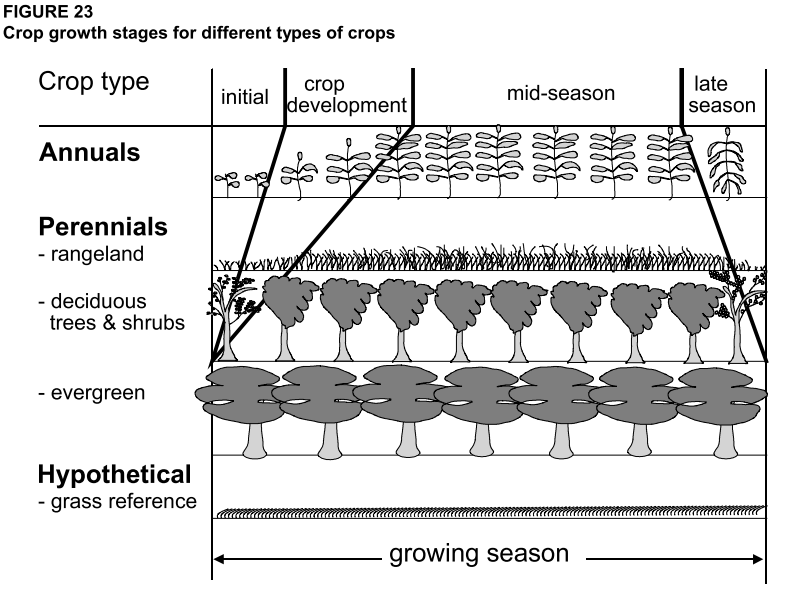 FIGURE 23
Crop growth stages for different types of crops
Crop type
initial
crop
development
mid-season
late
season
Annuals
Perennials
- rangeland
- deciduous
trees & shrubs
- evergreen
Hypothetical
- grass reference
growing season